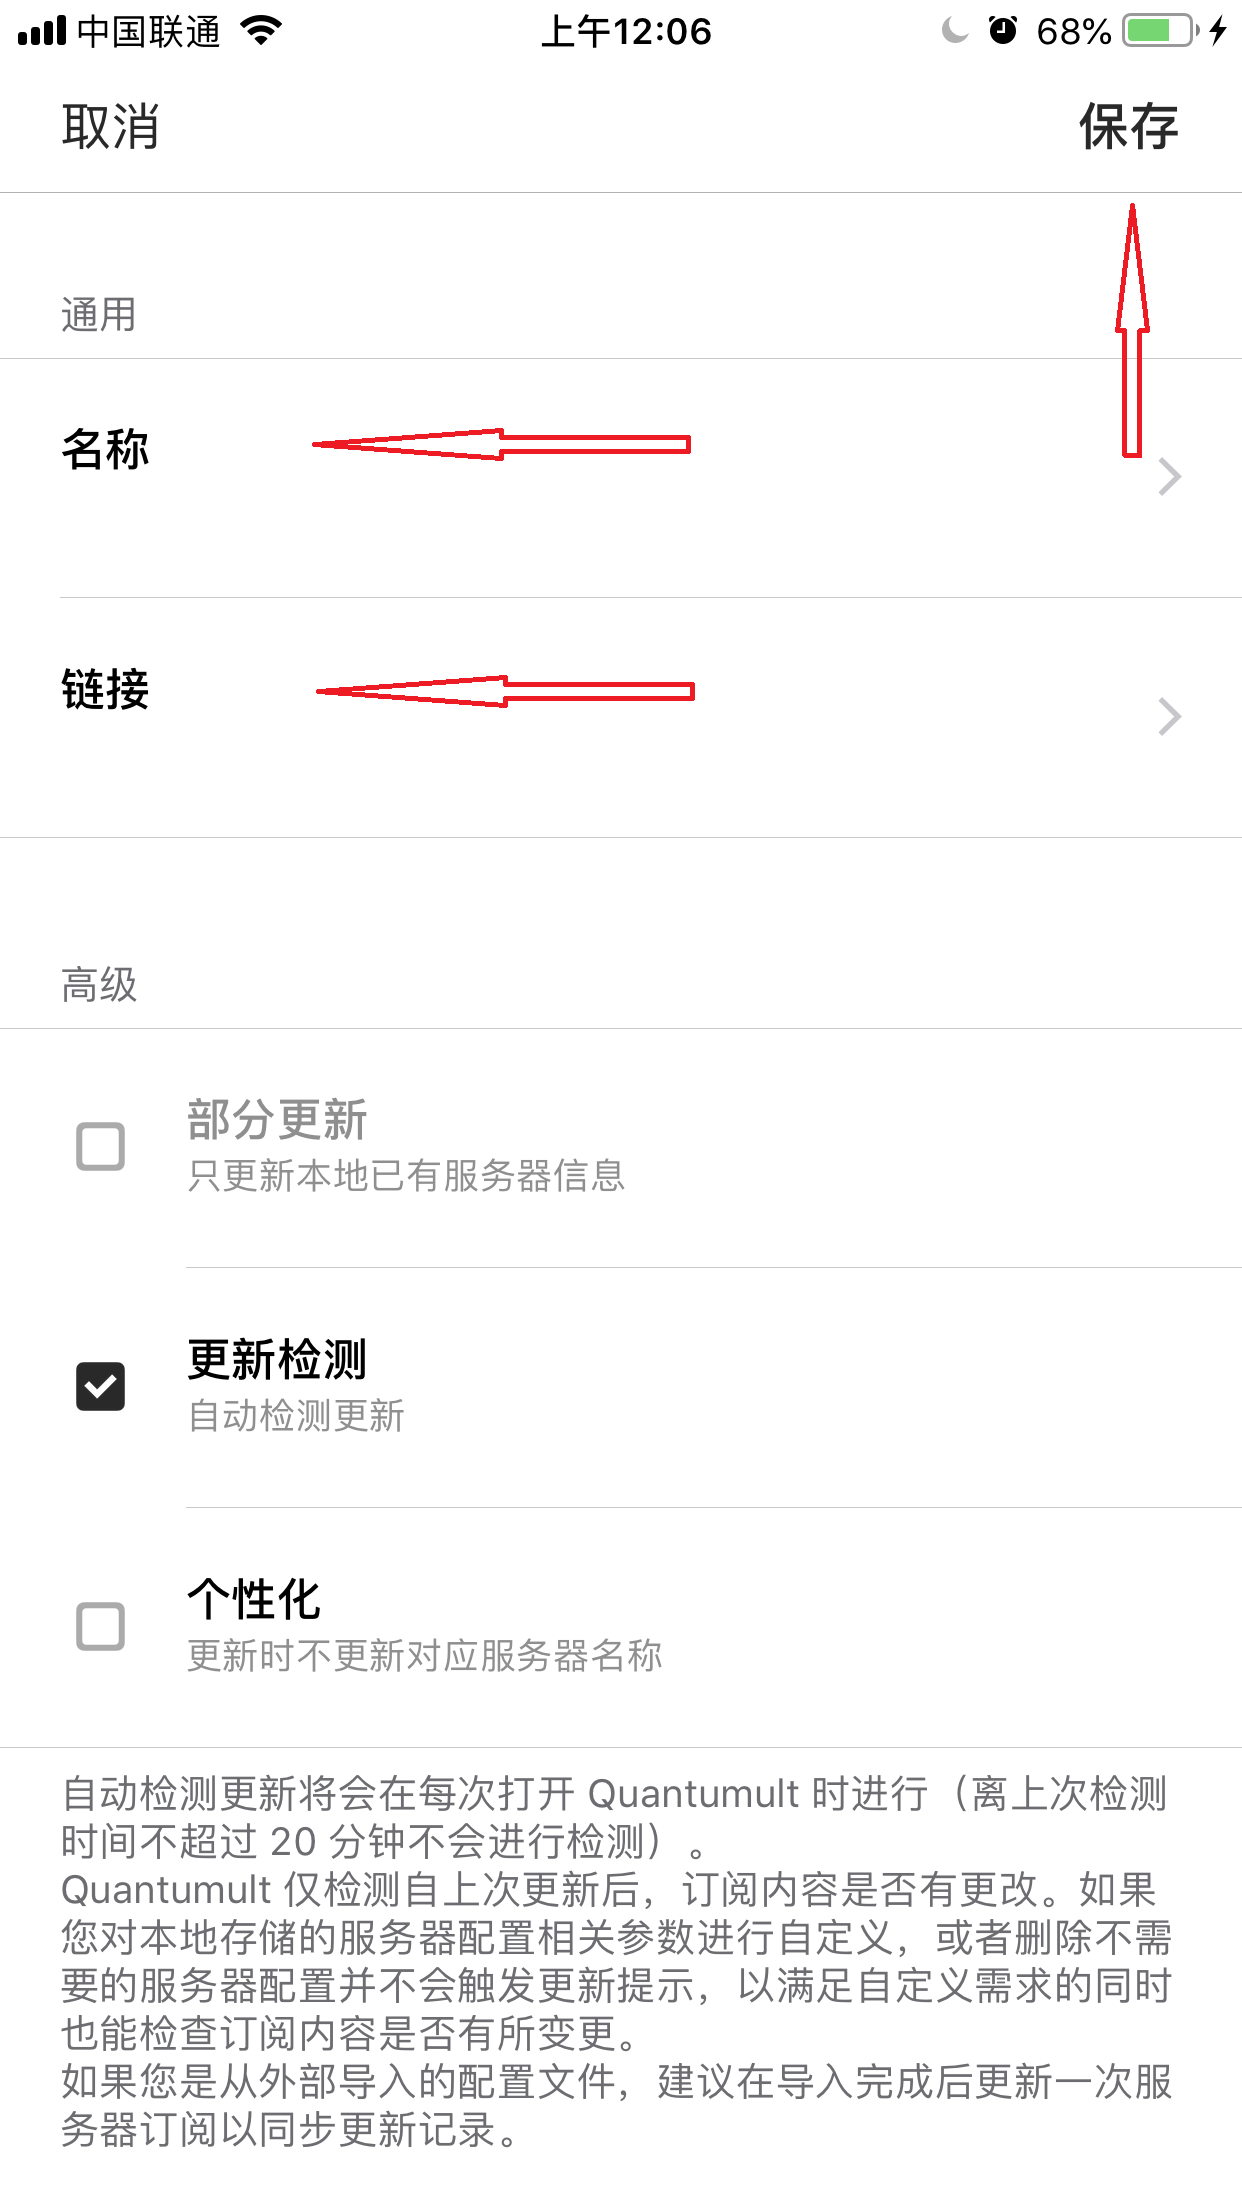 中国联通 上午12:06 68%
取消 保存
通用
名称
链接
高级
部分更新
只更新本地已有服务器信息
更新检测
自动检测更新
个性化
更新时不更新对应服务器名称
自动检测更新将会在每次打开 Quantumult 时进行（离上次检测
时间不超过 20 分钟不会进行检测）。
Quantumult 仅检测自上次更新后，订阅内容是否有更改。如果
您对本地存储的服务器配置相关参数进行自定义，或者删除不需
要的服务器配置并不会触发更新提示，以满足自定义需求的同时
也能检查订阅内容是否有所变更。
如果您是从外部导入的配置文件，建议在导入完成后更新一次服
务器订阅以同步更新记录。